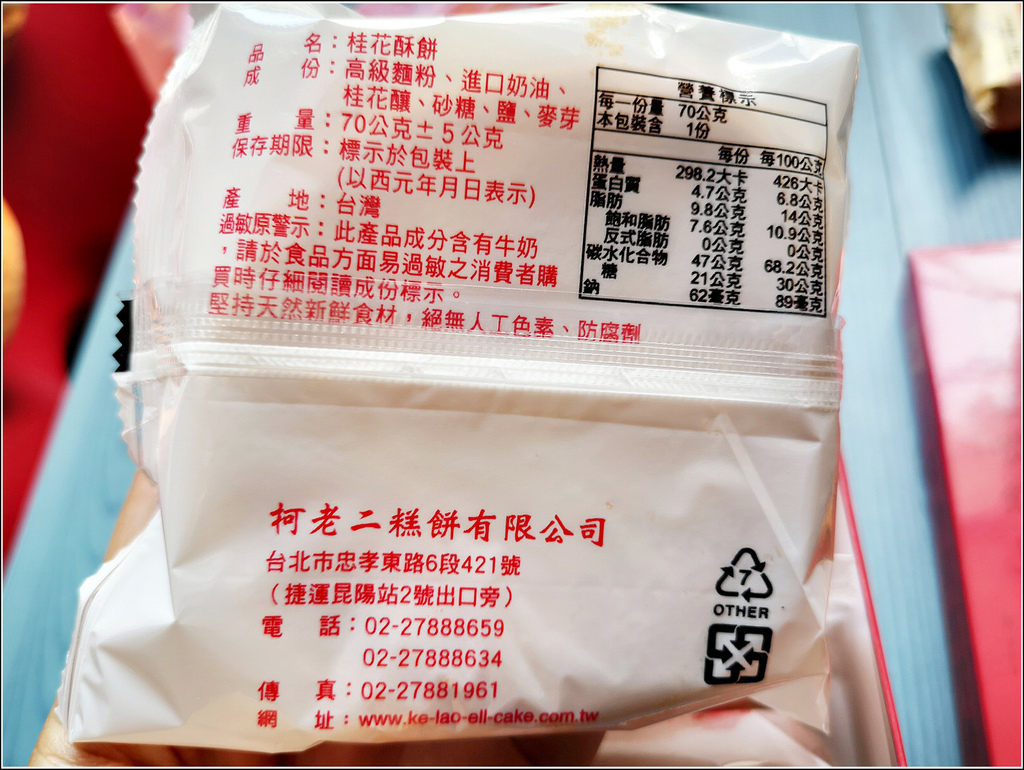 品名：桂花酥餅
成份：高級麵粉、進口奶油、
桂花釀、砂糖、鹽、麥芽
重量：70公克±5公克
保存期限：標示於包裝上
(以西元年月日表示)
產地：台灣
過敏原警示：此產品成分含有牛奶
，請於食品方面易過敏之消費者購
買時仔細閱讀成份標示。
堅持天然新鮮食材，絕無人工色素、防腐劑
營養標示
每一份量 70公克
本包裝含 1份
每份 每100公克
熱量 298.2大卡 426大卡
蛋白質 4.7公克 6.8公克
脂肪 9.8公克 14公克
飽和脂肪 7.6公克 10.9公克
反式脂肪 0公克 0公克
碳水化合物 47公克 68.2公克
糖 21公克 30公克
鈉 62毫克 89毫克
柯老二糕餅有限公司
台北市忠孝東路6段421號
（捷運昆陽站2號出口旁）
電話：02-27888659
02-27888634
傳真：02-27881961
網址：www.ke-lao-ell-cake.com.tw
7
OTHER